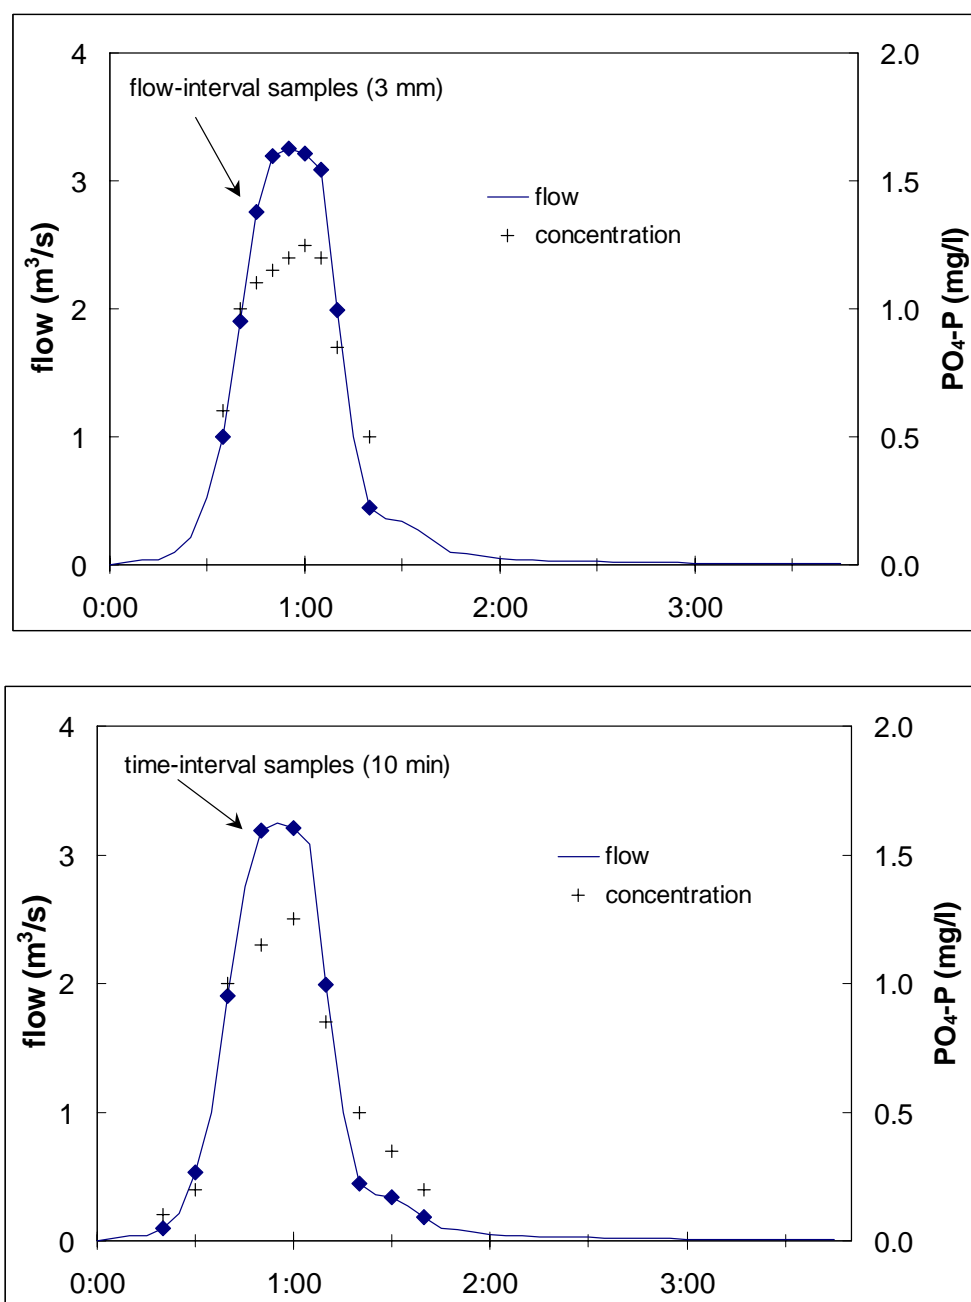 4
3
2
1
0
flow (m³/s)
flow-interval samples (3 mm)
flow
concentration
2.0
1.5
1.0
0.5
0.0
PO₄-P (mg/l)
0:00 1:00 2:00 3:00
4
3
2
1
0
flow (m³/s)
time-interval samples (10 min)
flow
concentration
2.0
1.5
1.0
0.5
0.0
PO₄-P (mg/l)
0:00 1:00 2:00 3:00